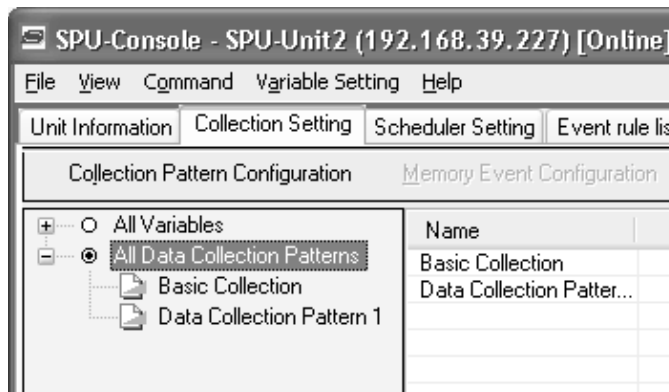 SPU-Console - SPU-Unit2 (192.168.39.227) [Online]
File View Command Variable Setting Help
Unit Information Collection Setting Scheduler Setting Event rule lis
Collection Pattern Configuration Memory Event Configuration
All Variables
All Data Collection Patterns
Basic Collection
Data Collection Pattern 1
Name
Basic Collection
Data Collection Patter...